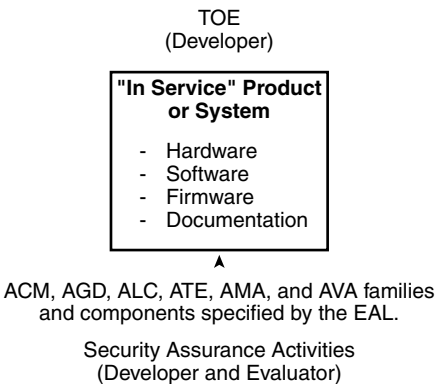 TOE
(Developer)
"In Service" Product
or System
- Hardware
- Software
- Firmware
- Documentation
ACM, AGD, ALC, ATE, AMA, and AVA families
and components specified by the EAL.
Security Assurance Activities
(Developer and Evaluator)